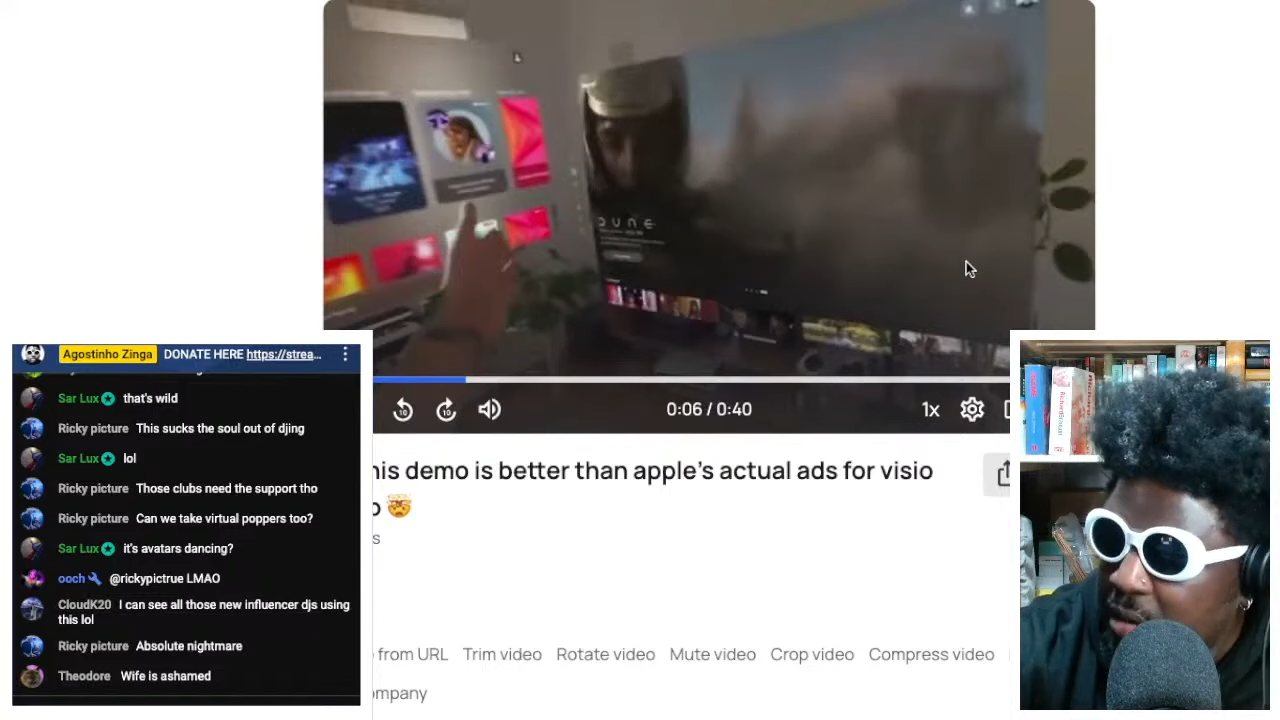 DUNE
0:06 / 0:40
1x
his demo is better than apple's actual ads for visio
o 🤯
s
from URL Trim video Rotate video Mute video Crop video Compress video
ompany
Agostinho Zinga DONATE HERE https://strea...
Sar Lux that's wild
Ricky picture This sucks the soul out of djing
Sar Lux lol
Ricky picture Those clubs need the support tho
Ricky picture Can we take virtual poppers too?
Sar Lux it's avatars dancing?
ooch @rickypictrue LMAO
CloudK20 I can see all those new influencer djs using
this lol
Ricky picture Absolute nightmare
Theodore Wife is ashamed
10 10